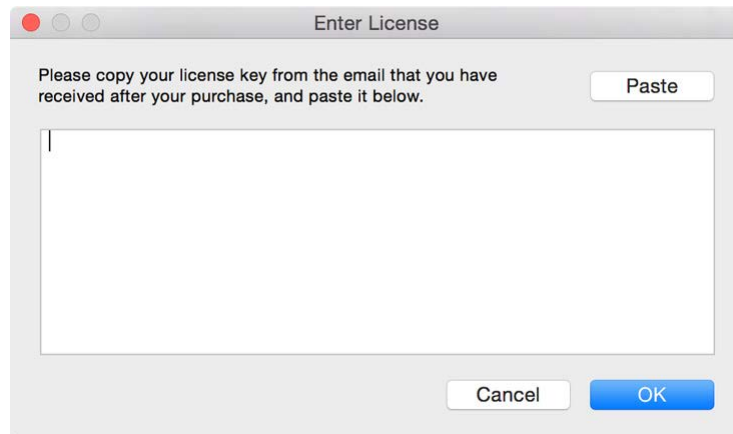 Enter License
Please copy your license key from the email that you have
received after your purchase, and paste it below.
Paste
Cancel
OK